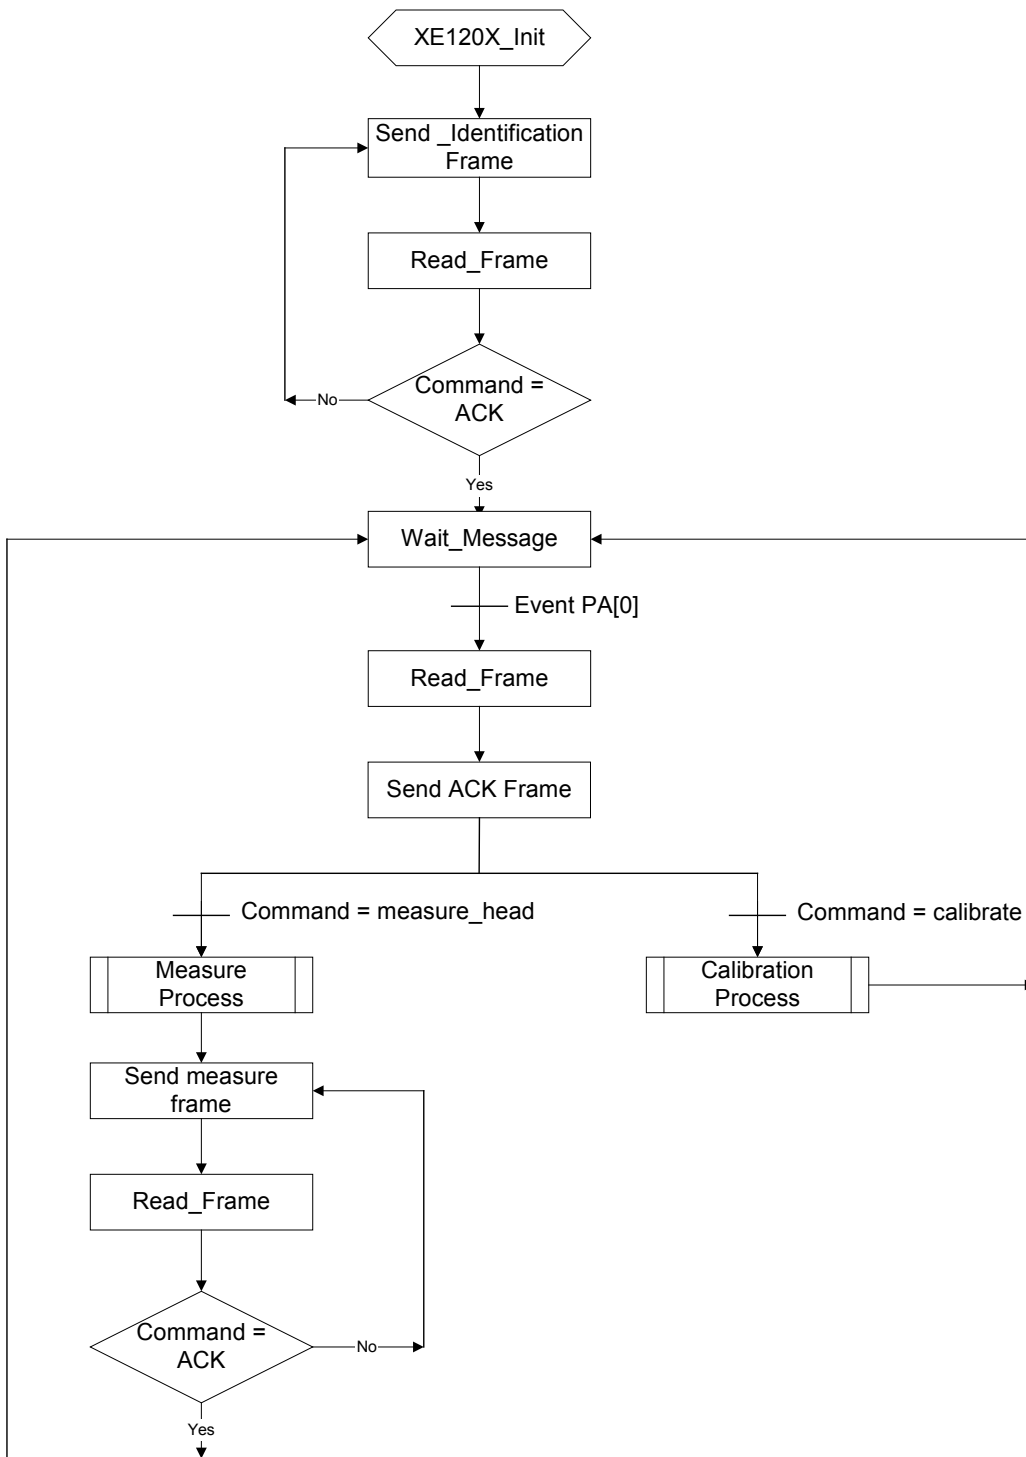 XE120X_Init
Send _Identification
Frame
Read_Frame
Command =
ACK
No
Yes
Wait_Message
Event PA[0]
Read_Frame
Send ACK Frame
Command = measure_head
Command = calibrate
Measure
Process
Calibration
Process
Send measure
frame
Read_Frame
Command =
ACK
No
Yes